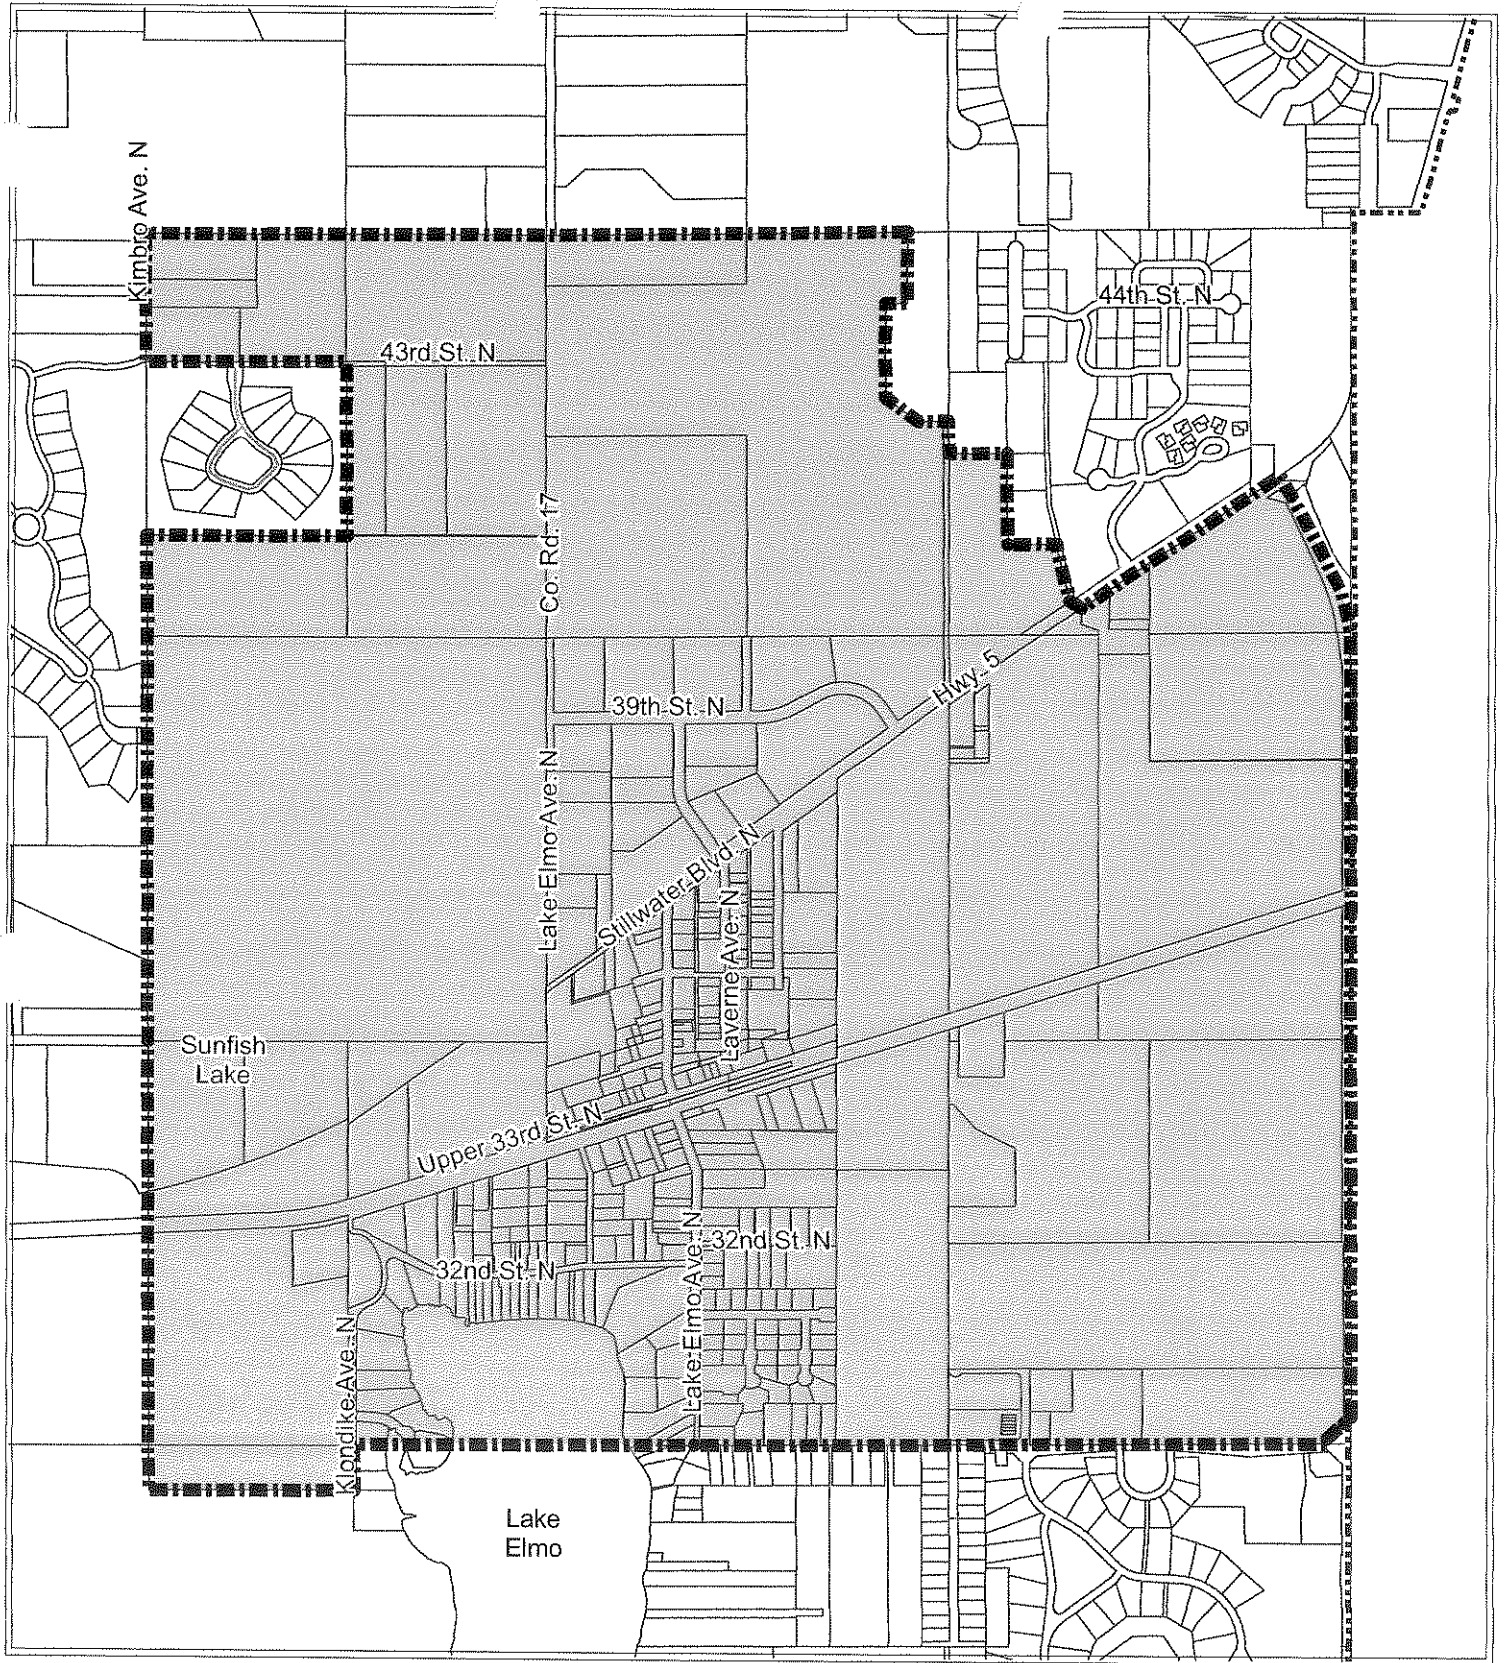 Kimbro Ave. N
44th St. N
43rd St. N
Co. Rd. 17
Hwy. 5
39th St. N
Lake Elmo Ave. N
Stillwater Blvd. N
Laverne Ave. N
Sunfish
Lake
Upper 33rd St. N
32nd St. N
32nd St. N
Lake Elmo Ave. N
Klondike Ave. N
Lake
Elmo